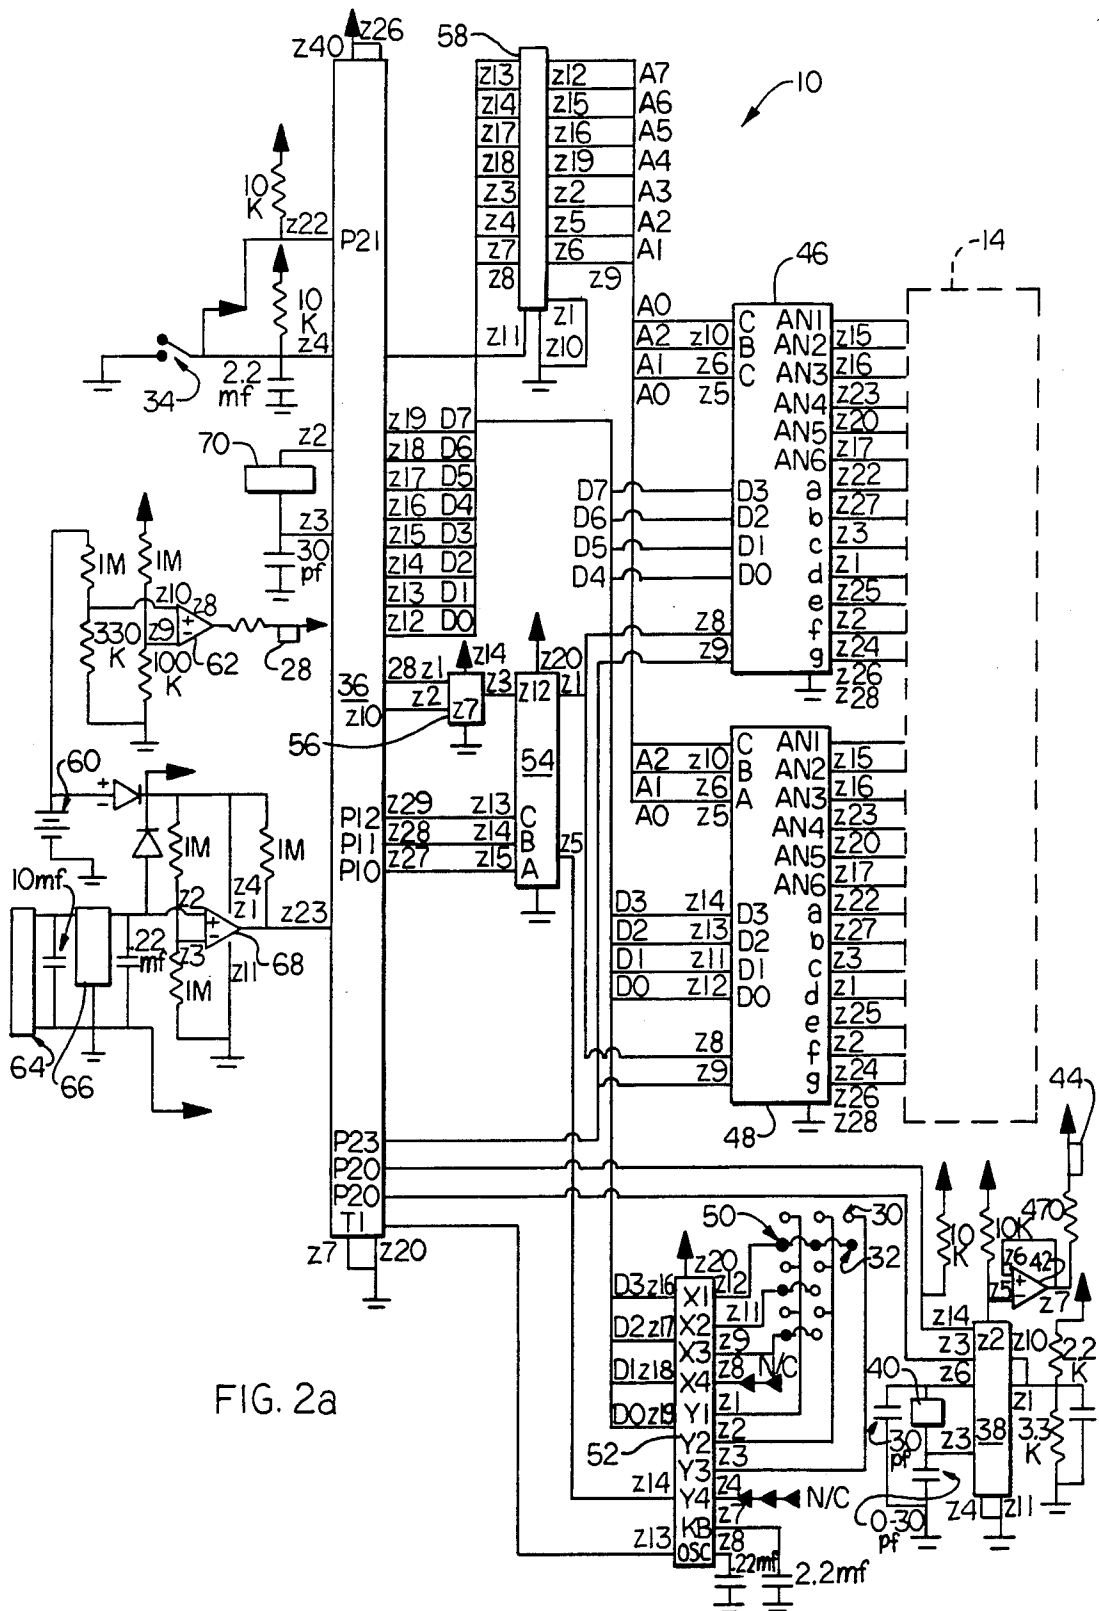 z26
z40
58
10
z13 z12 A7
z14 z15 A6
z17 z16 A5
z18 z19 A4
z3 z2 A3
z4 z5 A2
z7 z6 A1
z8 z9
10 K
z22 P21
10 K
z4
z11 z1
z10
34
2.2 mf
46
14
A0 C AN1
A2 z10 B AN2 z15
A1 z6 C AN3 z16
A0 z5 AN4 z23
AN5 z20
AN6 z17
z22
D7 D3 a z27
D6 D2 b z3
D5 D1 c z1
D4 D0 d z25
e z2
z8 f z24
z9 g z26
z28
70
z2
z3
30 pf
z19 D7
z18 D6
z17 D5
z16 D4
z15 D3
z14 D2
z13 D1
z12 D0
1M 1M
z10 z8
+
z9 -
330 K
100 K
62
28
36
28 z1 z14
z10 z2 z7 z3
56
z20
z12 z1
54
P12 z29 z13 C
P11 z28 z14 B z5
P10 z27 z15 A
60
+
-
10mf
1M
1M
z2 z4
z1 z23
+
-
z3
z11
68
.22 mf
1M
64
66
C AN1
A2 z10 B AN2 z15
A1 z6 A AN3 z16
A0 z5 AN4 z23
AN5 z20
AN6 z17
z22
D3 z14 D3 a z27
D2 z13 D2 b z3
D1 z11 D1 c z1
D0 z12 D0 d z25
e z2
z8 f z24
z9 g z26
48 z28
P23
P20
P20
T1
z7 z20
44
50
30
32
z20
D3 z16 X1 z12
D2 z17 X2 z11
D1 z18 X3 z9
D0 z19 X4 z8 N/C
Y1 z1
52 Y2 z2
Y3 z3
z14 Y4 z4 N/C
KB z7
z13 OSC z8
.22mf
2.2mf
10 K
10K
470
z6
+
42
z5 -
z7
z14
z3 z2 z10
z6
2.2 K
z1
40
30 pf
z3 38
3.3 K
0-30 pf
z4 z11
FIG. 2a